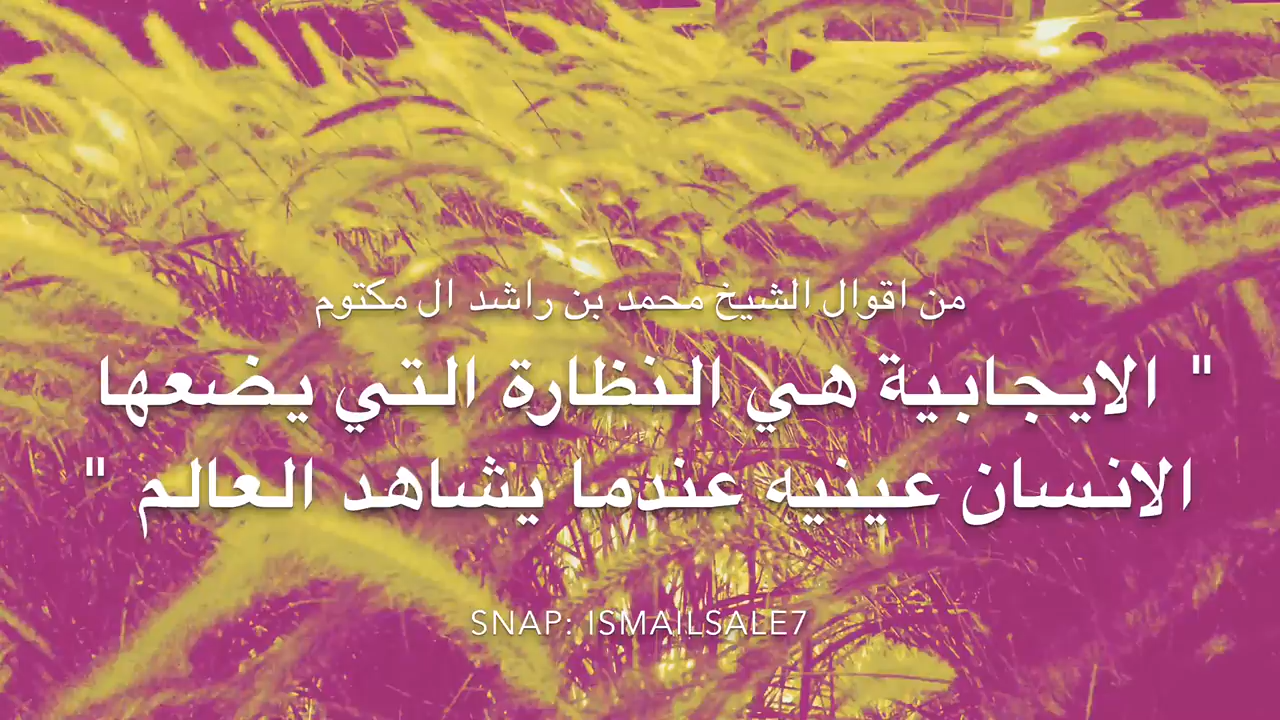 من اقوال الشيخ محمد بن راشد ال مكتوم
" الايجابية هي النظارة التي يضعها
الانسان عينيه عندما يشاهد العالم "
SNAP: ISMAILSALE7